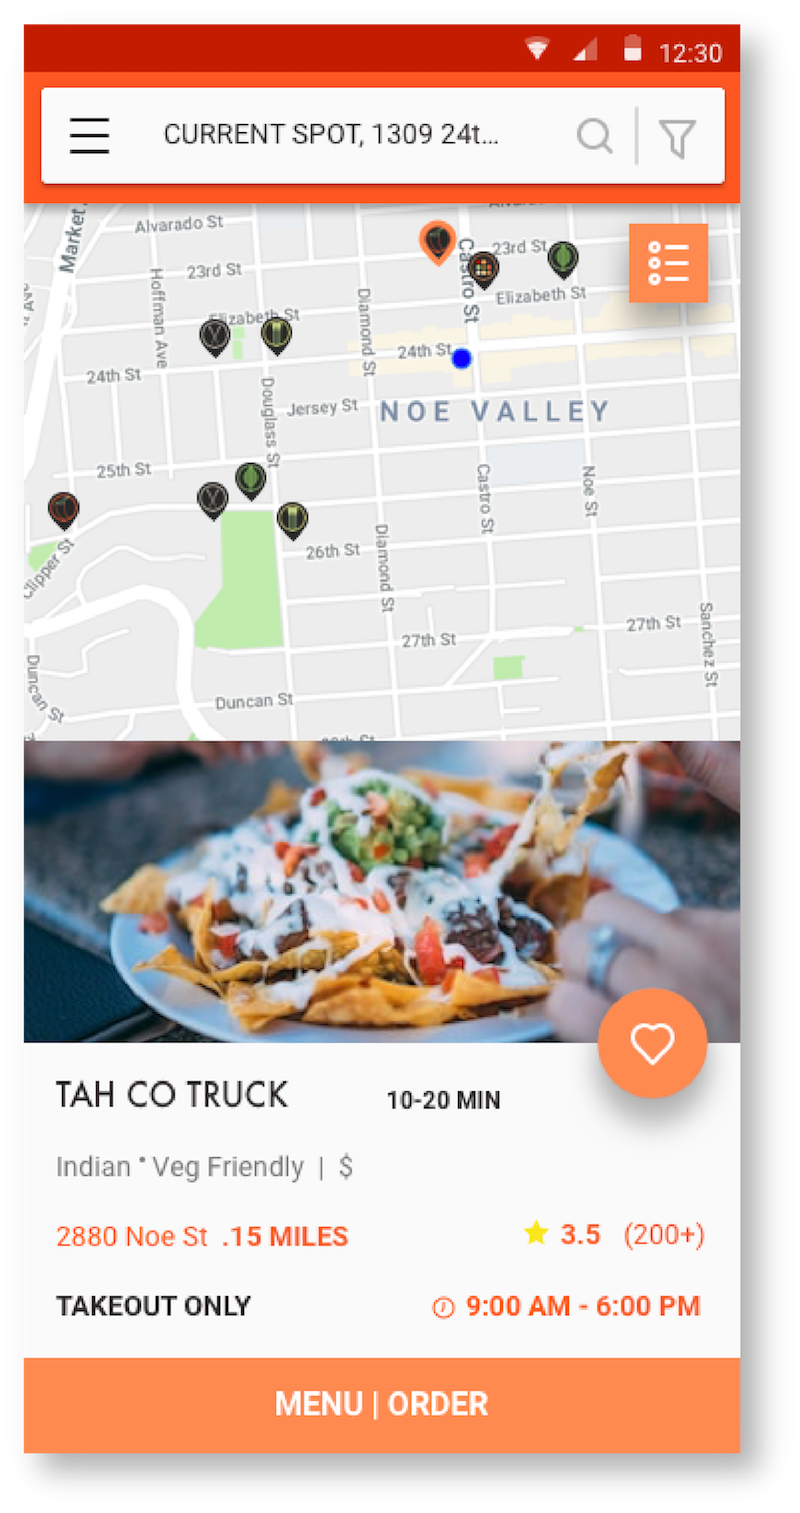 12:30
CURRENT SPOT, 1309 24t...
Alvarado St
Market
23rd St
Hoffman Ave
Elizabeth St
24th St
Douglass St
Diamond St
Castro St
23rd St
Elizabeth St
24th St
Jersey St
NOE VALLEY
25th St
Castro St
Noe St
Clipper St
26th St
Diamond St
27th St
27th St
Sanchez St
Duncan St
Duncan St
TAH CO TRUCK
10-20 MIN
Indian • Veg Friendly | $
2880 Noe St .15 MILES
3.5 (200+)
TAKEOUT ONLY
9:00 AM - 6:00 PM
MENU | ORDER